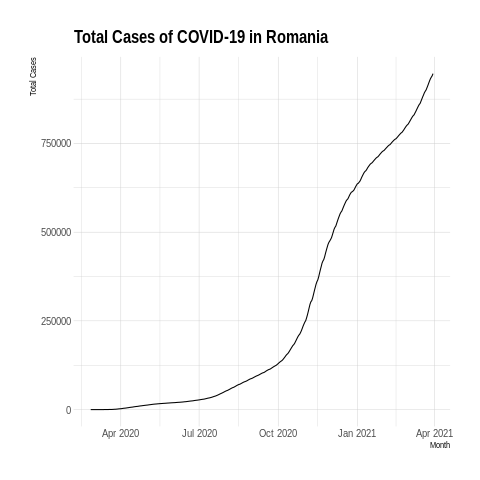 Total Cases of COVID-19 in Romania
Total Cases
750000
500000
250000
0
Apr 2020 Jul 2020 Oct 2020 Jan 2021 Apr 2021
Month